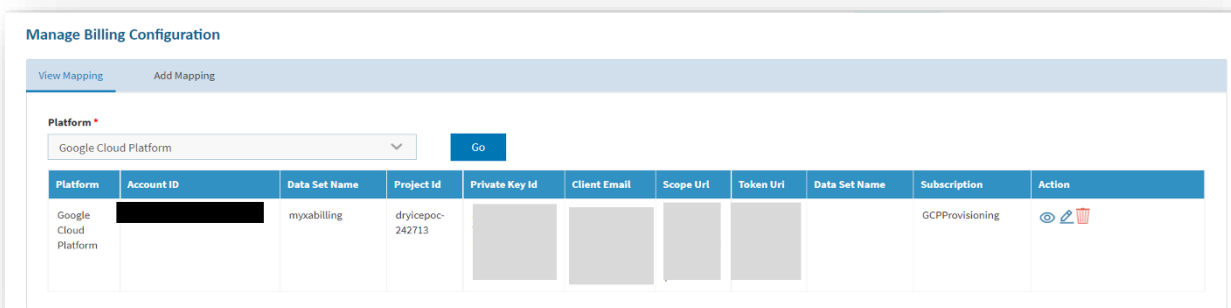 Manage Billing Configuration
View Mapping Add Mapping
Platform *
Google Cloud Platform Go
Platform Account ID Data Set Name Project Id Private Key Id Client Email Scope Url Token Url Data Set Name Subscription Action
Google myxabilling dryicepoc- GCPProvisioning
Cloud 242713
Platform